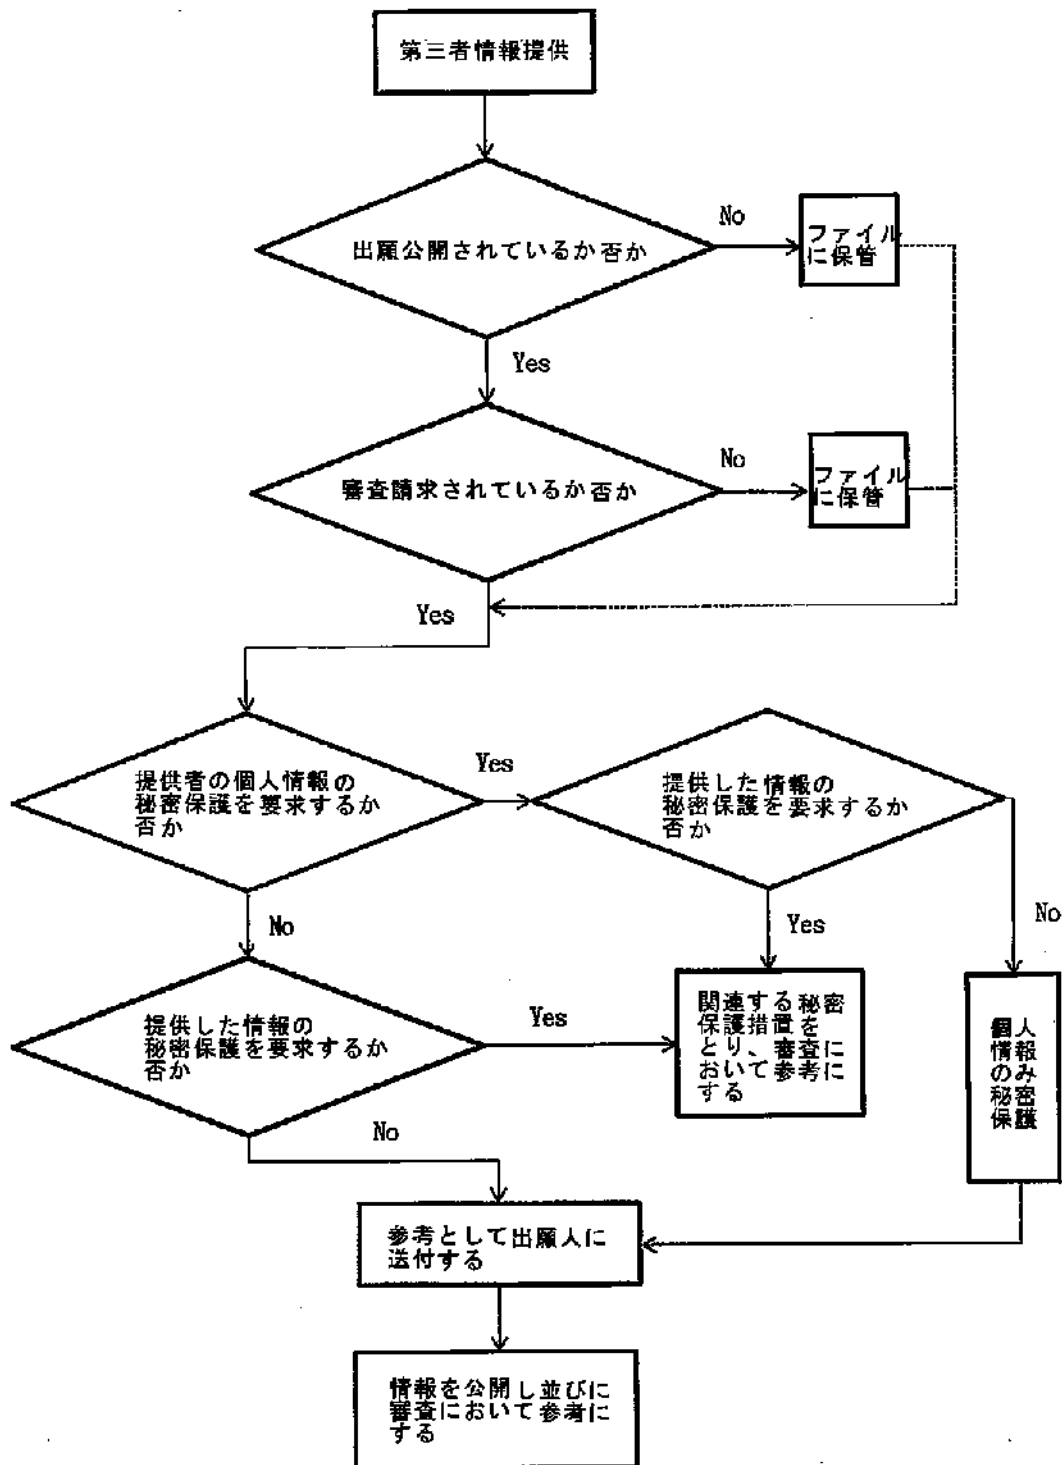 第三者情報提供
出願公開されているか否か
No
ファイル
に保管
Yes
審査請求されているか否か
No
ファイル
に保管
Yes
提供者の個人情報の
秘密保護を要求するか
否か
Yes
提供した情報の
秘密保護を要求するか
否か
No
Yes
No
提供した情報の
秘密保護を要求するか
否か
Yes
関連する秘密
保護措置を
とり、審査に
おいて参考に
する
個人
情報
のみ
秘密
保護
No
参考として出願人に
送付する
情報を公開し並びに
審査において参考に
する